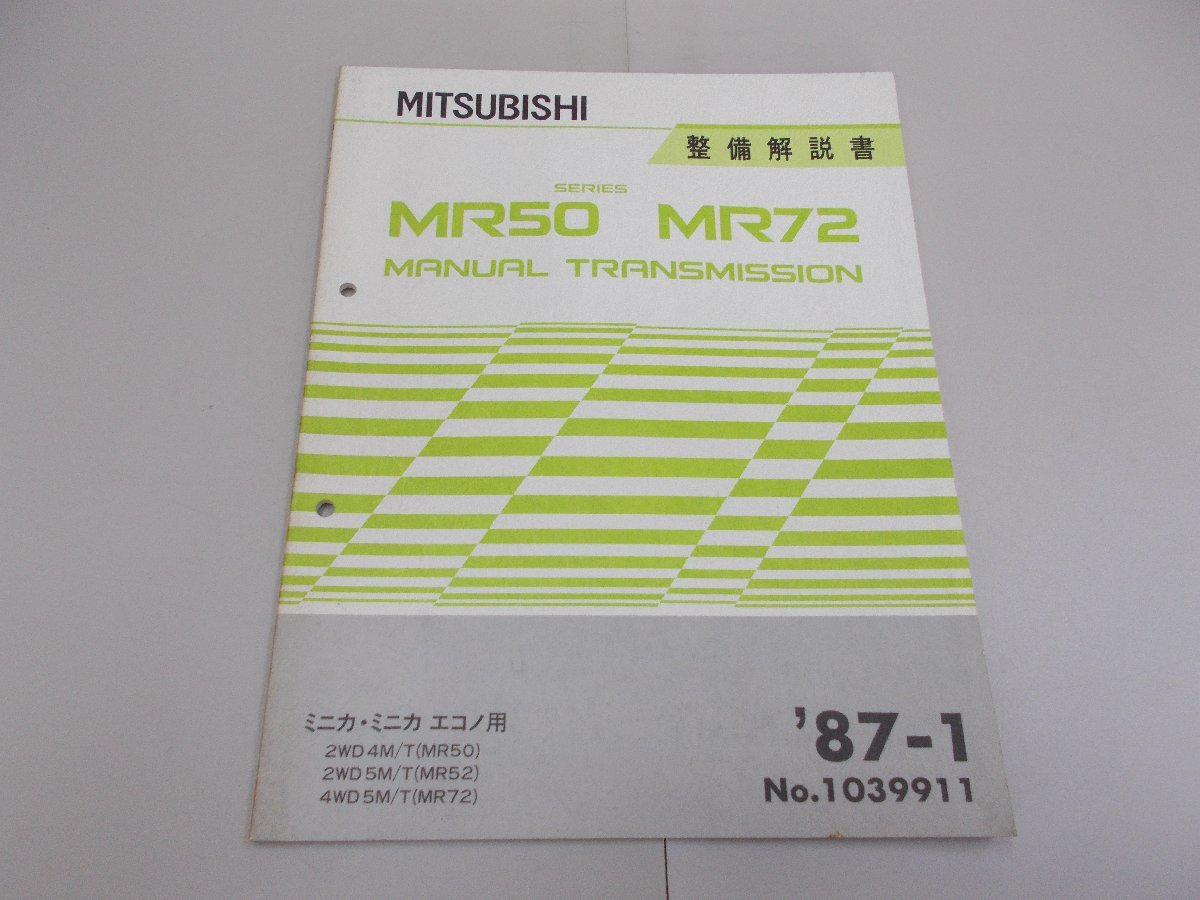 MITSUBISHI
整備解説書
SERIES
MR50 MR72
MANUAL TRANSMISSION
ミニカ・ミニカ エコノ用
2WD 4M/T(MR50)
2WD 5M/T(MR52)
4WD 5M/T(MR72)
'87-1
No.1039911